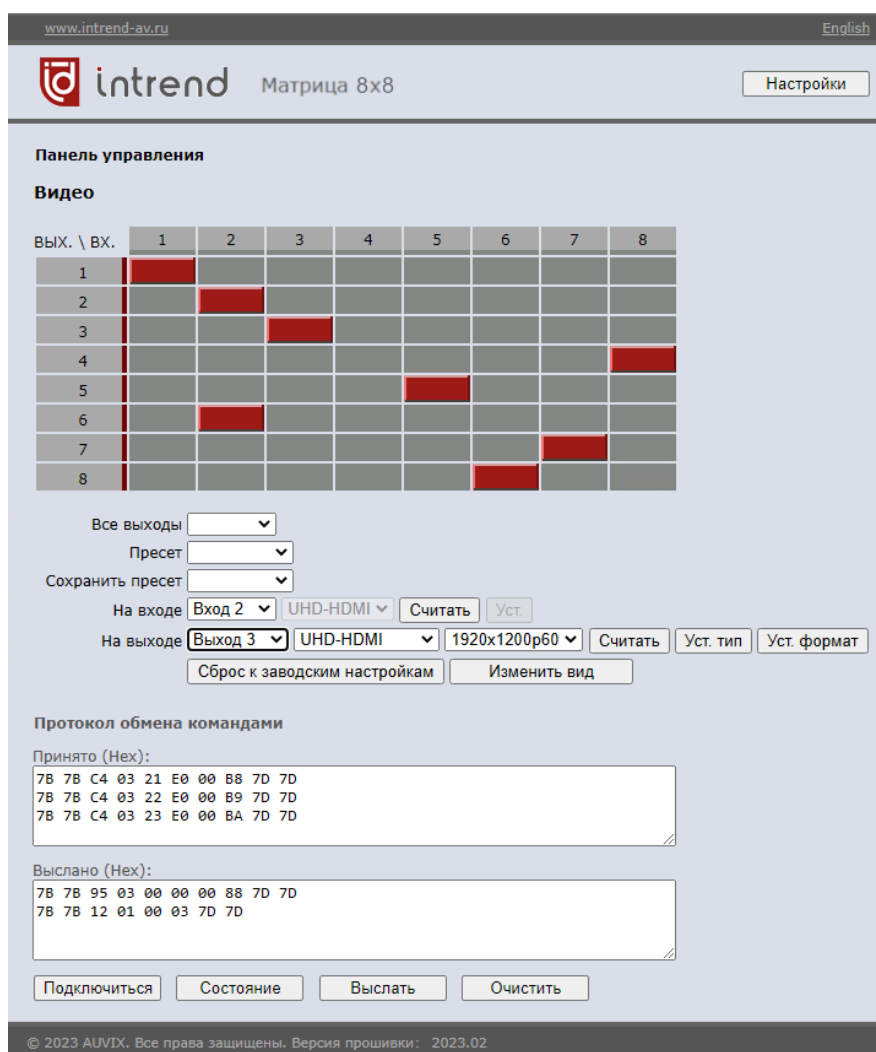 www.intrend-av.ru English
intrend Матрица 8x8 Настройки
Панель управления
Видео
ВЫХ. \ ВХ. 1 2 3 4 5 6 7 8
1
2
3
4
5
6
7
8
Все выходы
Пресет
Сохранить пресет
На входе Вход 2 UHD-HDMI Считать Уст.
На выходе Выход 3 UHD-HDMI 1920x1200p60 Считать Уст. тип Уст. формат
Сброс к заводским настройкам Изменить вид
Протокол обмена командами
Принято (Hex):
7B 7B C4 03 21 E0 00 B8 7D 7D
7B 7B C4 03 22 E0 00 B9 7D 7D
7B 7B C4 03 23 E0 00 BA 7D 7D
Выслано (Hex):
7B 7B 95 03 00 00 00 88 7D 7D
7B 7B 12 01 00 03 7D 7D
Подключиться Состояние Выслать Очистить
© 2023 AUVIX. Все права защищены. Версия прошивки: 2023.02